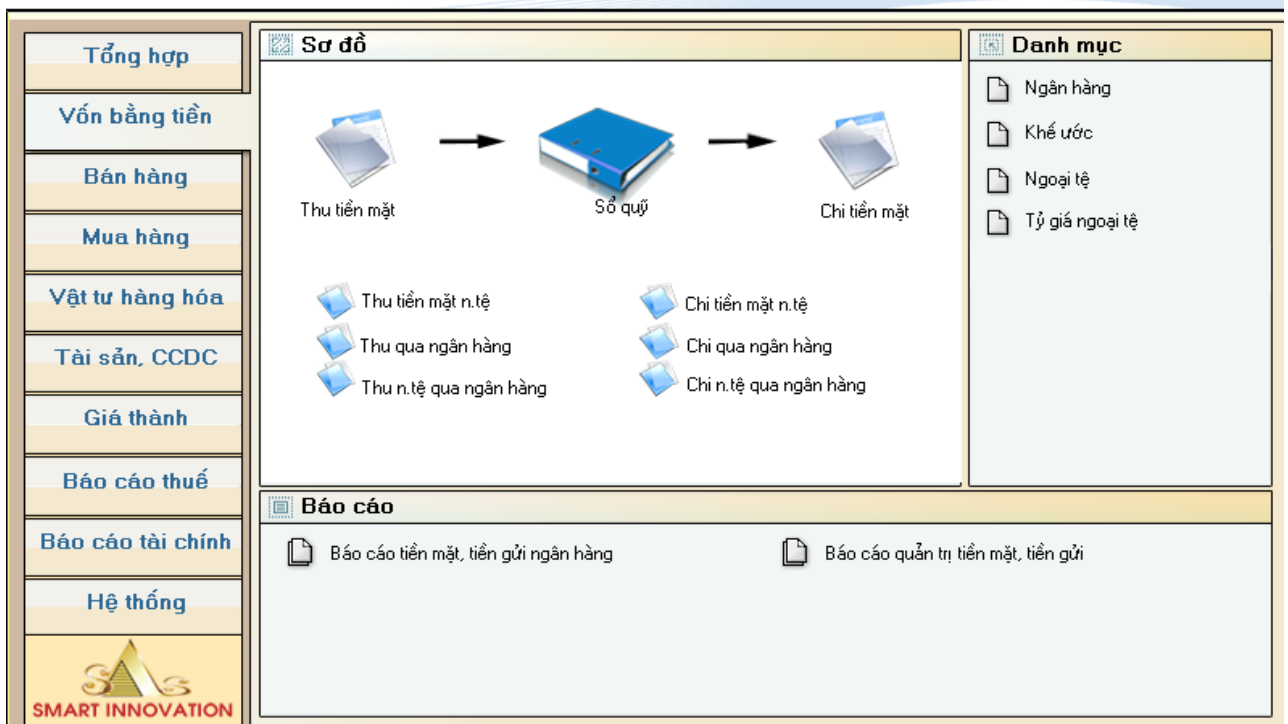 Tổng hợp
Vốn bằng tiền
Bán hàng
Mua hàng
Vật tư hàng hóa
Tài sản, CCDC
Giá thành
Báo cáo thuế
Báo cáo tài chính
Hệ thống
SAS
SMART INNOVATION
Sơ đồ
Thu tiền mặt
Sổ quỹ
Chi tiền mặt
Thu tiền mặt n.tệ
Chi tiền mặt n.tệ
Thu qua ngân hàng
Chi qua ngân hàng
Thu n.tệ qua ngân hàng
Chi n.tệ qua ngân hàng
Danh mục
Ngân hàng
Khế ước
Ngoại tệ
Tỷ giá ngoại tệ
Báo cáo
Báo cáo tiền mặt, tiền gửi ngân hàng
Báo cáo quản trị tiền mặt, tiền gửi